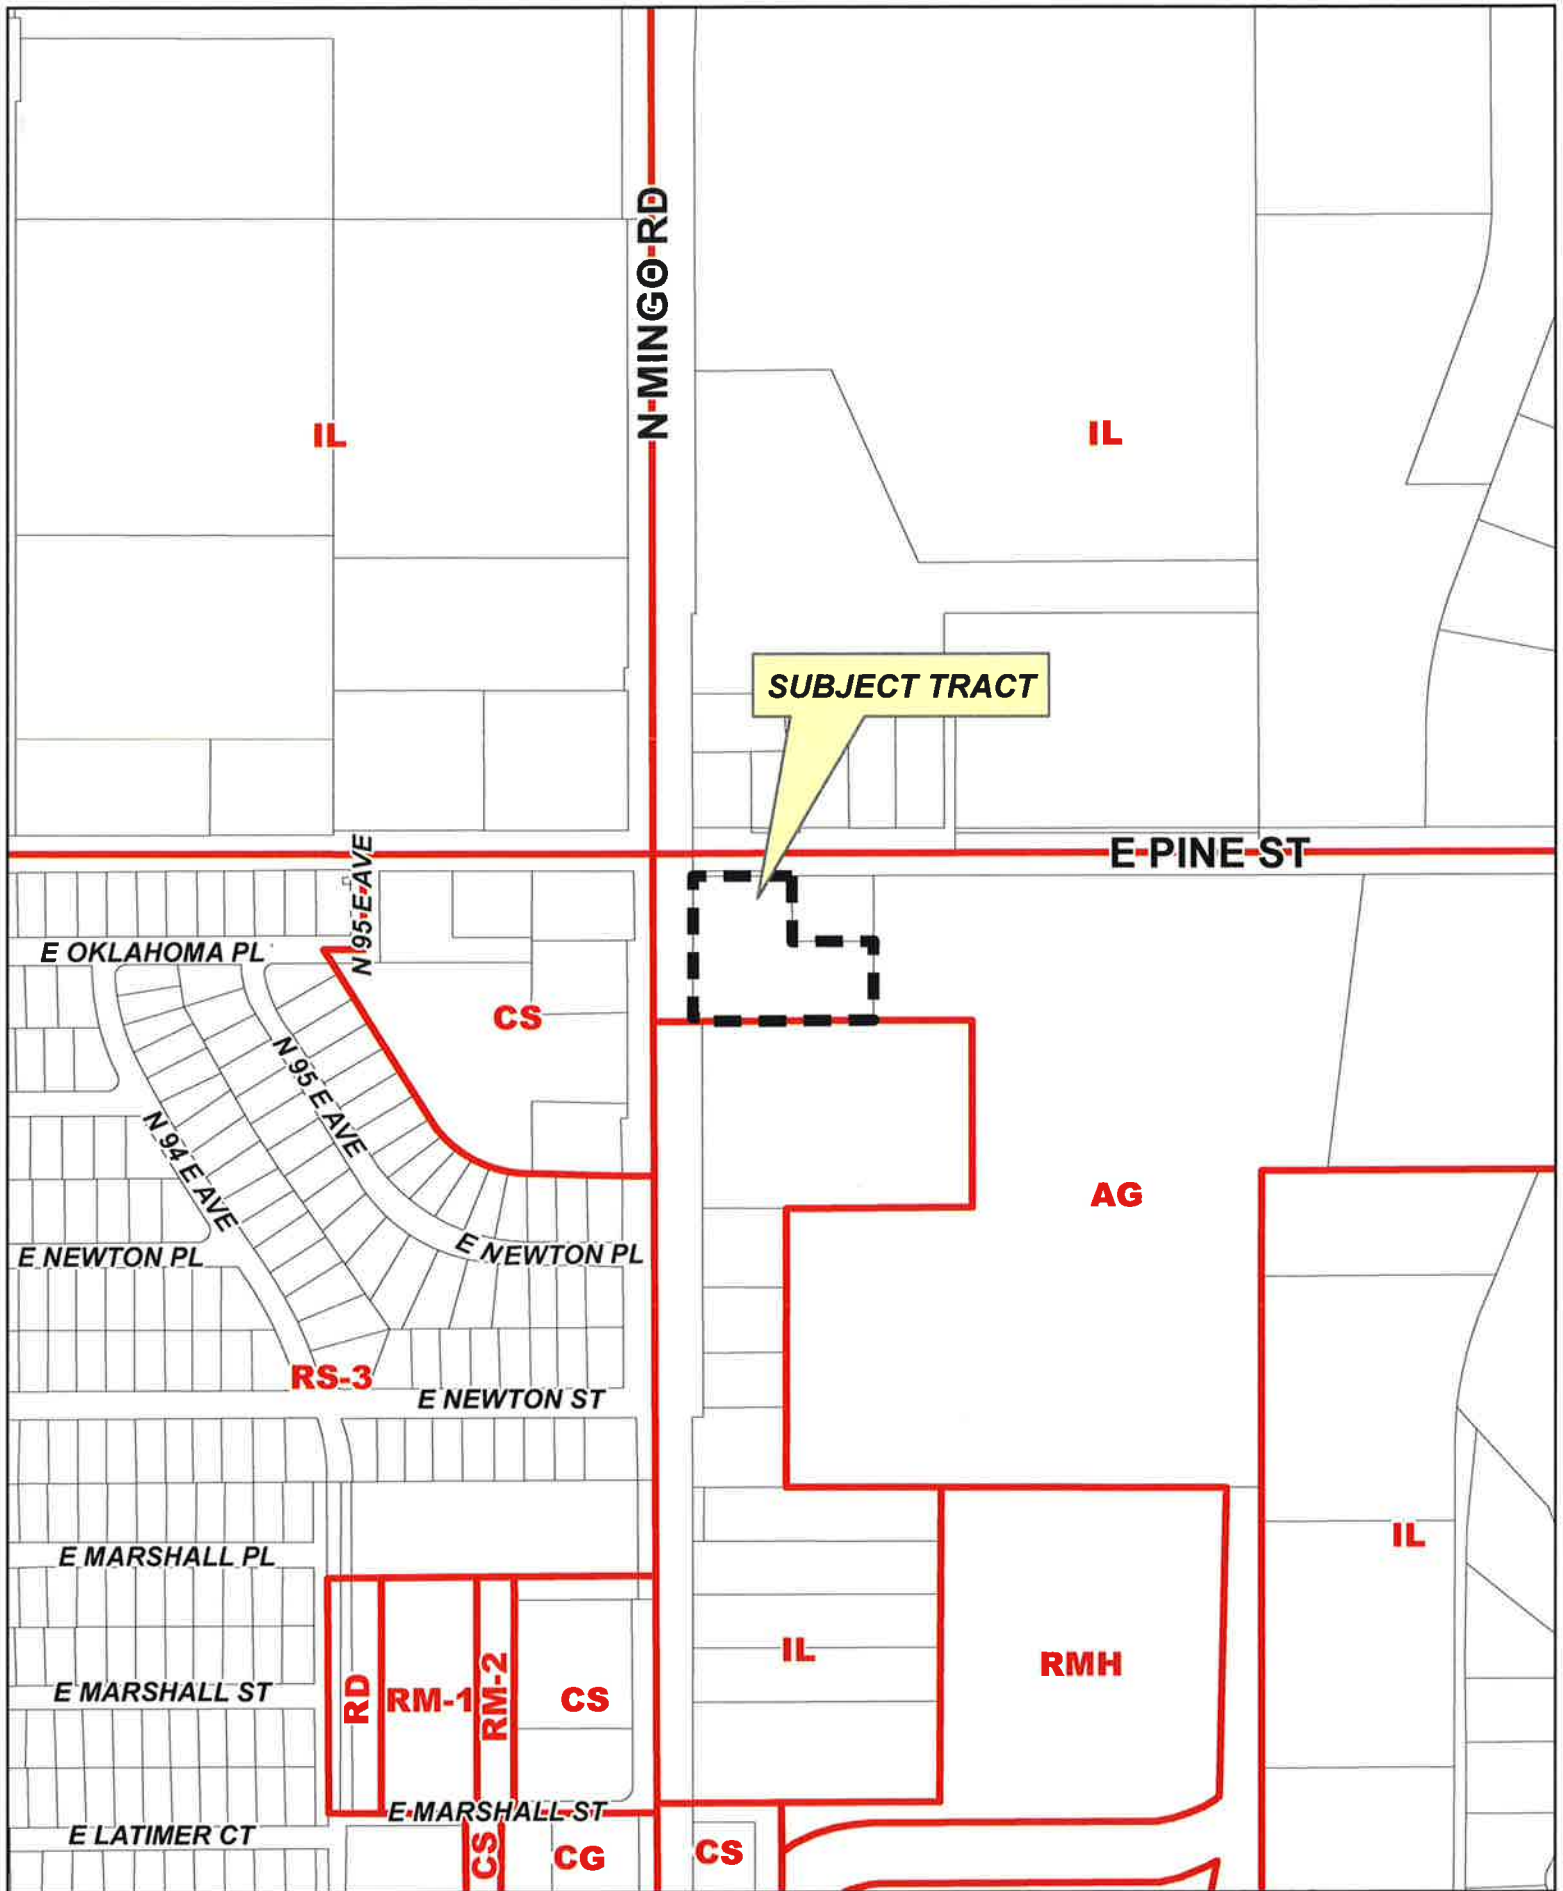 N MINGO RD
IL
IL
SUBJECT TRACT
E PINE ST
N 95 E AVE
E OKLAHOMA PL
CS
N 95 E AVE
N 94 E AVE
AG
E NEWTON PL
E NEWTON PL
RS-3
E NEWTON ST
IL
E MARSHALL PL
IL
RMH
E MARSHALL ST
RD
RM-1
RM-2
CS
E MARSHALL ST
E LATIMER CT
CS
CG
CS